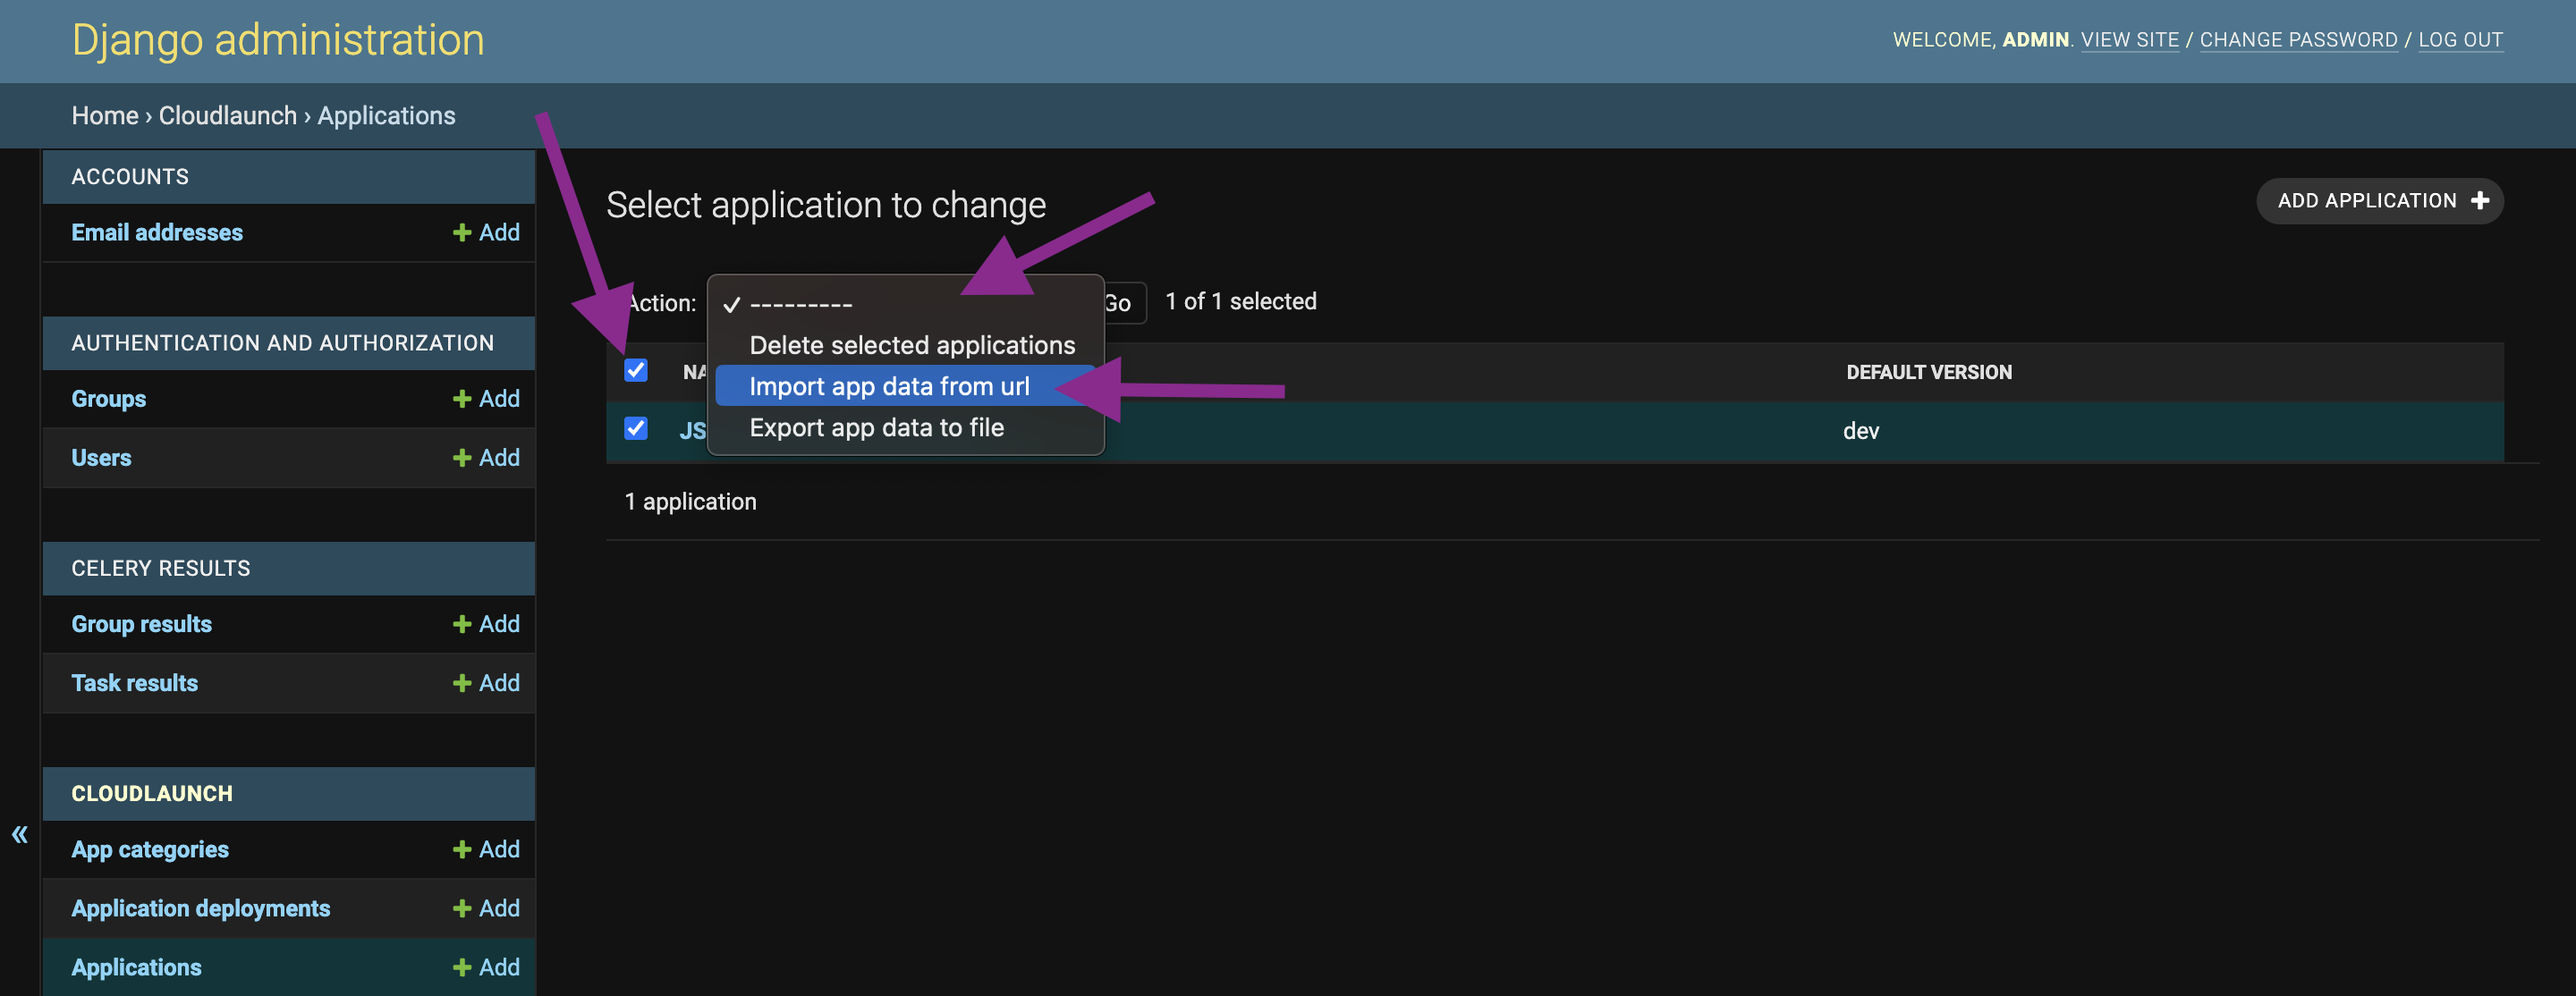 Django administration
WELCOME, ADMIN. VIEW SITE / CHANGE PASSWORD / LOG OUT
Home › Cloudlaunch › Applications
ACCOUNTS
Email addresses + Add
AUTHENTICATION AND AUTHORIZATION
Groups + Add
Users + Add
CELERY RESULTS
Group results + Add
Task results + Add
CLOUDLAUNCH
App categories + Add
Application deployments + Add
Applications + Add
«
Select application to change
ADD APPLICATION +
Action: ✓ --------- Go 1 of 1 selected
Delete selected applications
Import app data from url
Export app data to file
NA DEFAULT VERSION
JS dev
1 application